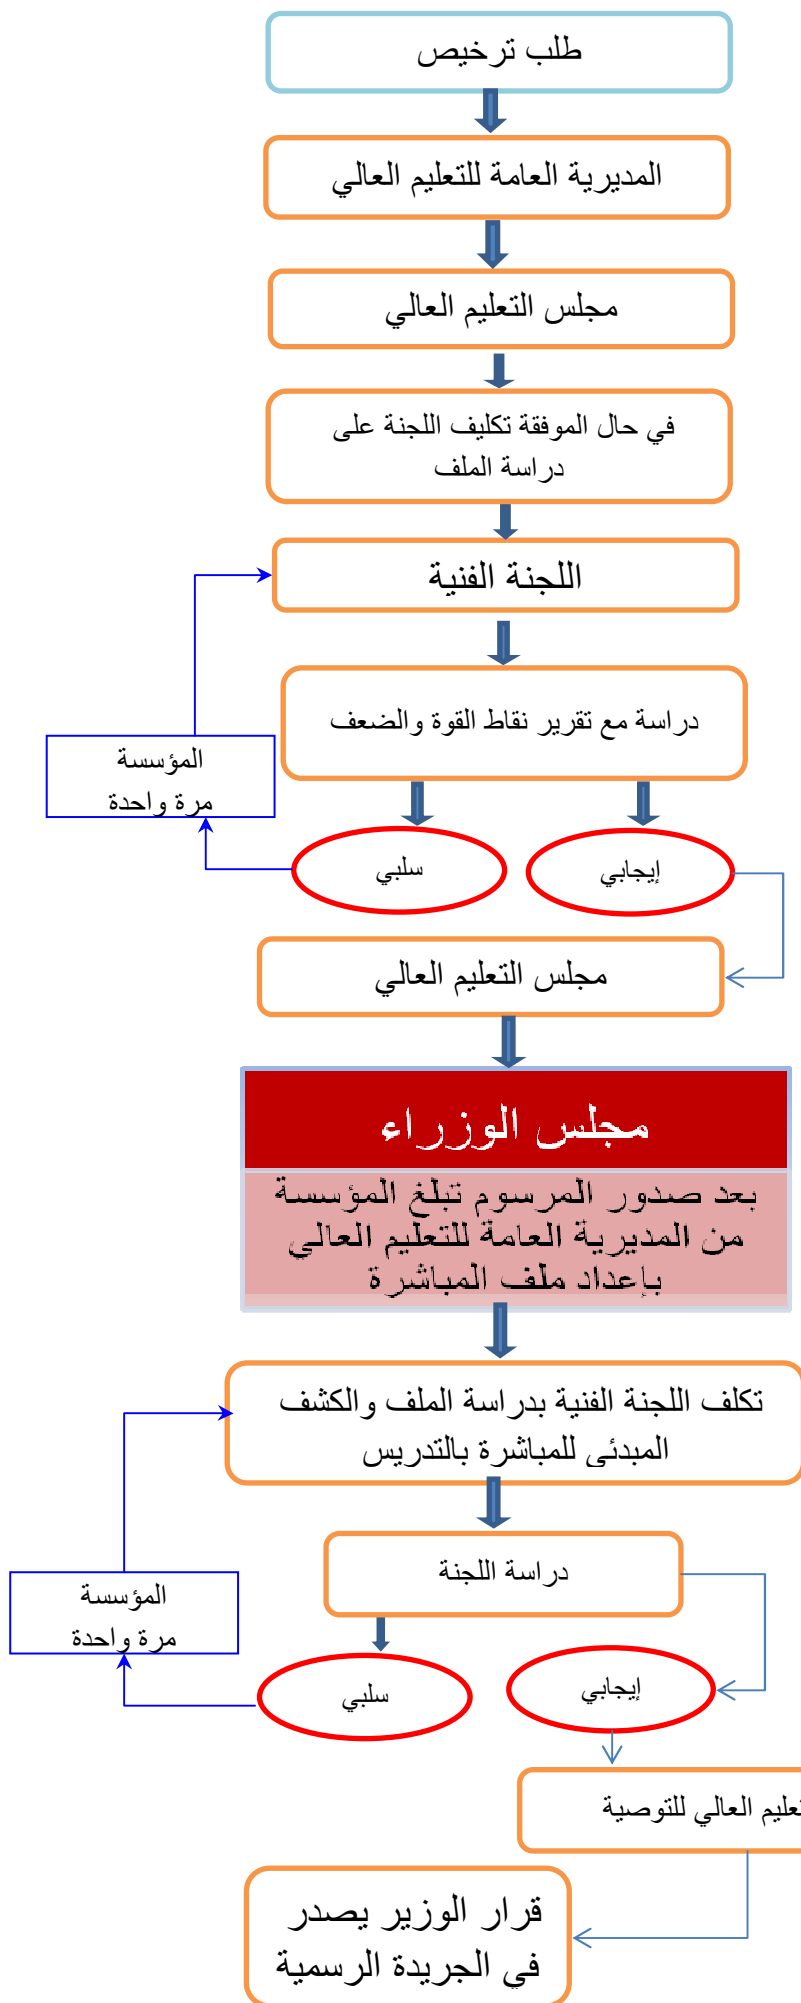 طلب ترخيص
المديرية العامة للتعليم العالي
مجلس التعليم العالي
في حال الموفقة تكليف اللجنة على
دراسة الملف
اللجنة الفنية
دراسة مع تقرير نقاط القوة والضعف
المؤسسة
مرة واحدة
إيجابي
سلبي
مجلس التعليم العالي
مجلس الوزراء
بعد صدور المرسوم تبلغ المؤسسة
من المديرية العامة للتعليم العالي
بإعداد ملف المباشرة
تكلف اللجنة الفنية بدراسة الملف والكشف
المبدئي للمباشرة بالتدريس
دراسة اللجنة
المؤسسة
مرة واحدة
إيجابي
سلبي
العالي للتوصية
قرار الوزير يصدر
في الجريدة الرسمية